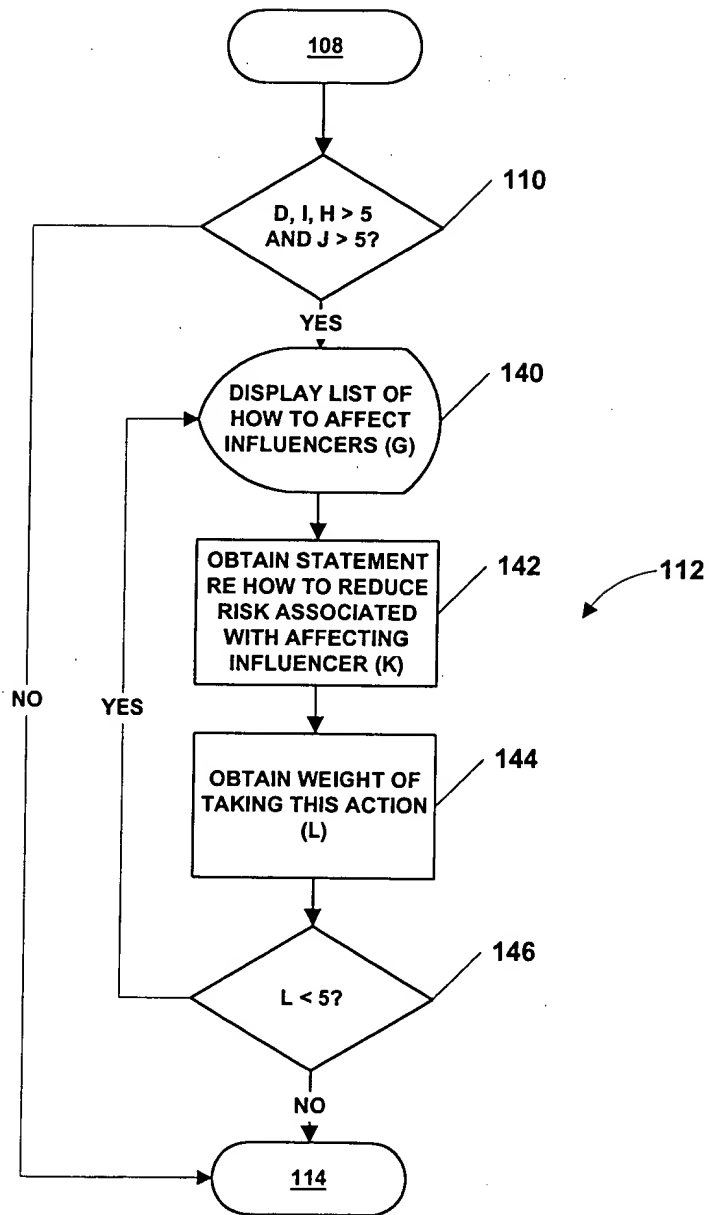 108
D, I, H > 5
AND J > 5?
110
YES
DISPLAY LIST OF
HOW TO AFFECT
INFLUENCERS (G)
140
OBTAIN STATEMENT
RE HOW TO REDUCE
RISK ASSOCIATED
WITH AFFECTING
INFLUENCER (K)
142
112
NO
YES
OBTAIN WEIGHT OF
TAKING THIS ACTION
(L)
144
L < 5?
146
NO
114